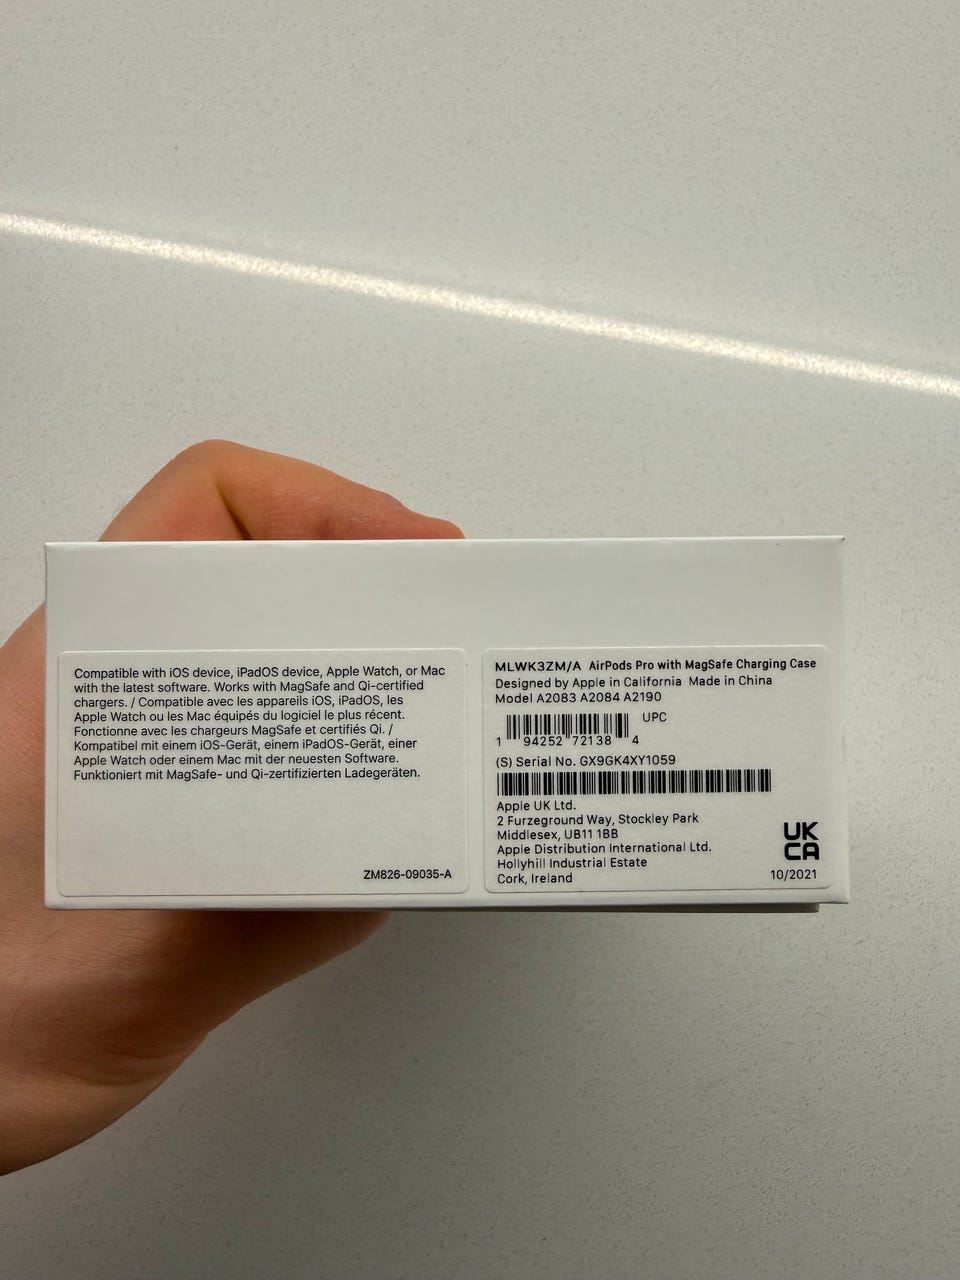 Compatible with iOS device, iPadOS device, Apple Watch, or Mac
with the latest software. Works with MagSafe and Qi-certified
chargers. / Compatible avec les appareils iOS, iPadOS, les
Apple Watch ou les Mac équipés du logiciel le plus récent.
Fonctionne avec les chargeurs MagSafe et certifiés Qi. /
Kompatibel mit einem iOS-Gerät, einem iPadOS-Gerät, einer
Apple Watch oder einem Mac mit der neuesten Software.
Funktioniert mit MagSafe- und Qi-zertifizierten Ladegeräten.
ZM826-09035-A
MLWK3ZM/A AirPods Pro with MagSafe Charging Case
Designed by Apple in California Made in China
Model A2083 A2084 A2190
UPC
1 94252 72138 4
(S) Serial No. GX9GK4XY1059
Apple UK Ltd.
2 Furzeground Way, Stockley Park
Middlesex, UB11 1BB
Apple Distribution International Ltd.
Hollyhill Industrial Estate
Cork, Ireland
UK
CA
10/2021